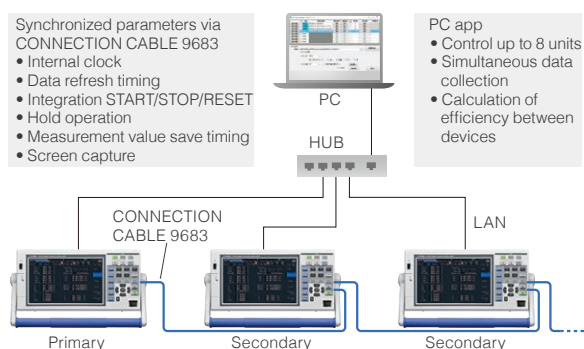 Synchronized parameters via
CONNECTION CABLE 9683
• Internal clock
• Data refresh timing
• Integration START/STOP/RESET
• Hold operation
• Measurement value save timing
• Screen capture
PC
PC app
• Control up to 8 units
• Simultaneous data
collection
• Calculation of
efficiency between
devices
HUB
CONNECTION
CABLE 9683
LAN
Primary
Secondary
Secondary